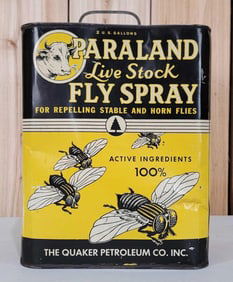 2 U.S. GALLONS
PARALAND
Live Stock
FLY SPRAY
FOR REPELLING STABLE AND HORN FLIES
ACTIVE INGREDIENTS
100%
THE QUAKER PETROLEUM CO. INC.